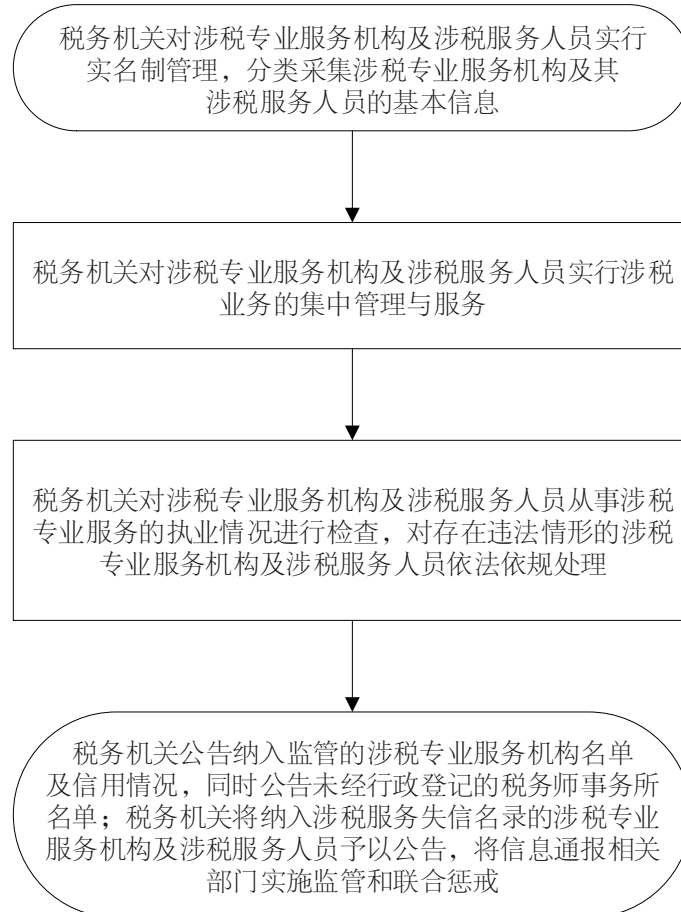 税务机关对涉税专业服务机构及涉税服务人员实行
实名制管理，分类采集涉税专业服务机构及其
涉税服务人员的基本信息
税务机关对涉税专业服务机构及涉税服务人员实行涉税
业务的集中管理与服务
税务机关对涉税专业服务机构及涉税服务人员从事涉税
专业服务的执业情况进行检查，对存在违法情形的涉税
专业服务机构及涉税服务人员依法依规处理
税务机关公告纳入监管的涉税专业服务机构名单
及信用情况，同时公告未经行政登记的税务师事务所
名单；税务机关将纳入涉税服务失信名录的涉税专业
服务机构及涉税服务人员予以公告，将信息通报相关
部门实施监管和联合惩戒